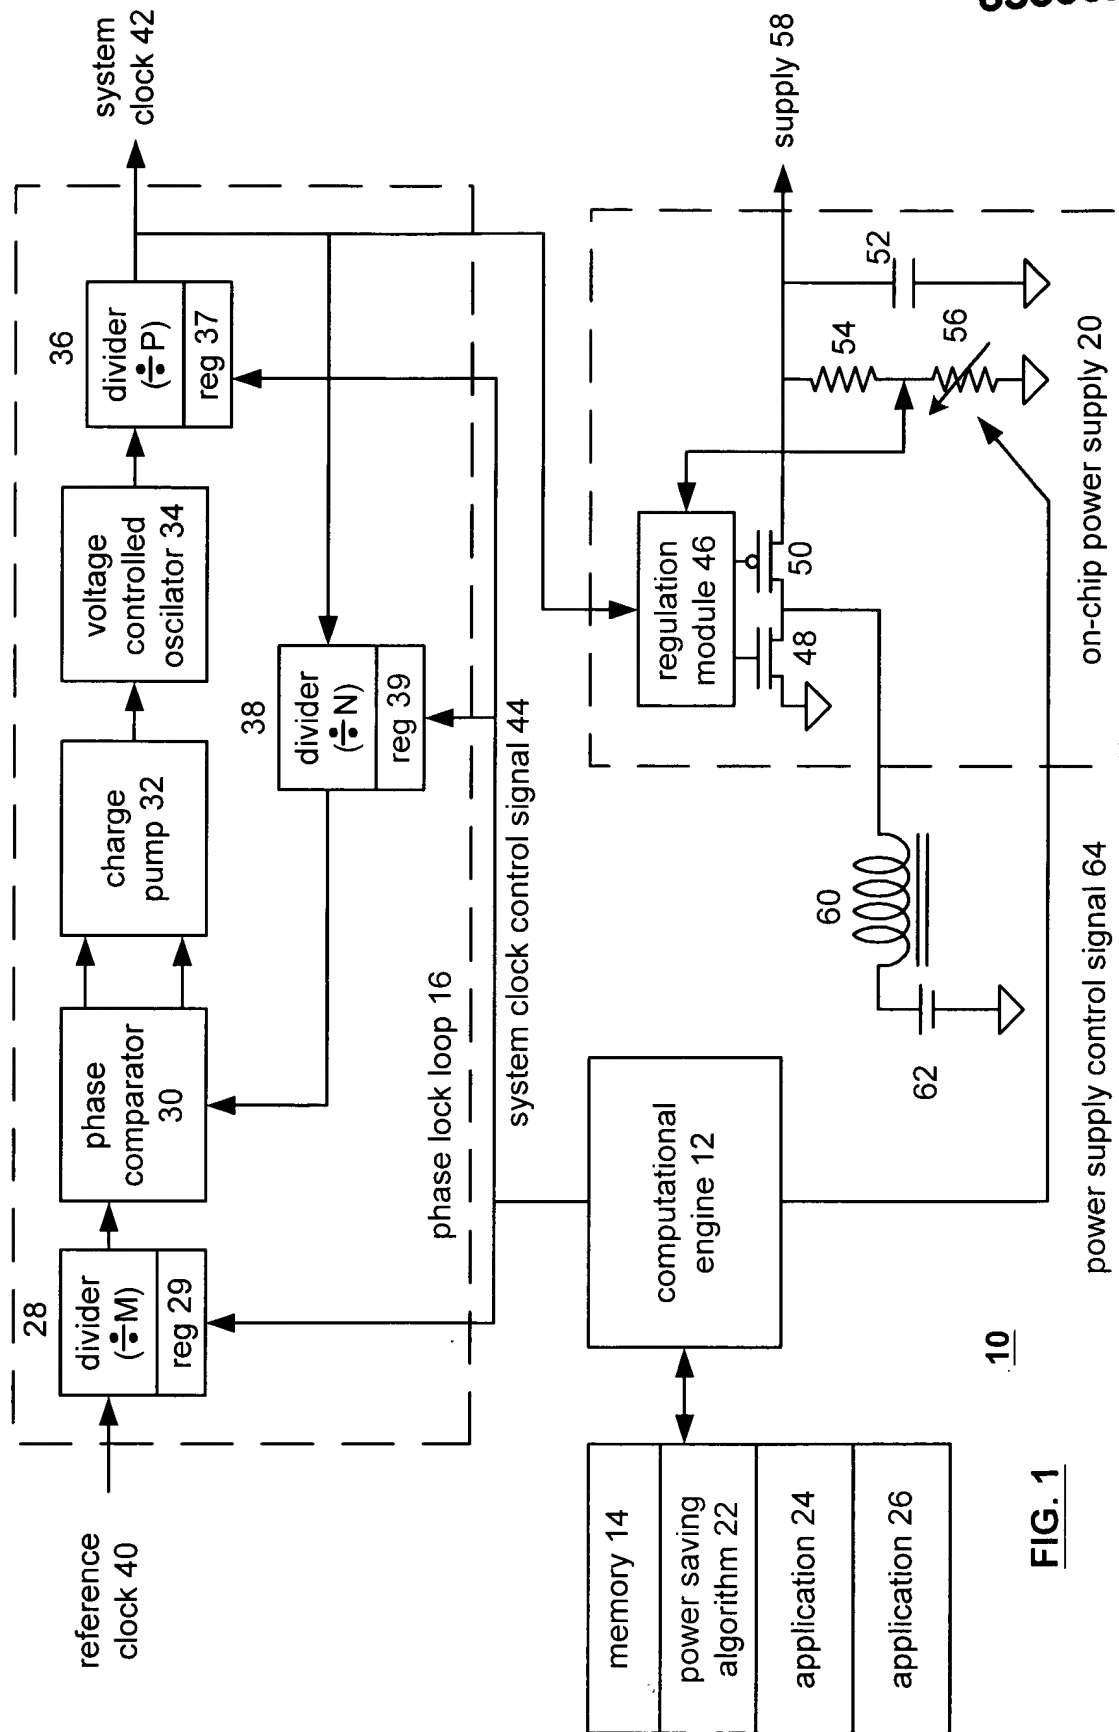 system
clock 42
36
divider
(÷P)
reg 37
voltage
controlled
oscilator 34
charge
pump 32
phase
comparator
30
28
divider
(÷M)
reg 29
reference
clock 40
38
divider
(÷N)
reg 39
phase lock loop 16
system clock control signal 44
supply 58
52
54
56
regulation
module 46
50
48
on-chip power supply 20
60
62
computational
engine 12
power supply control signal 64
memory 14
power saving
algorithm 22
application 24
application 26
10
FIG. 1